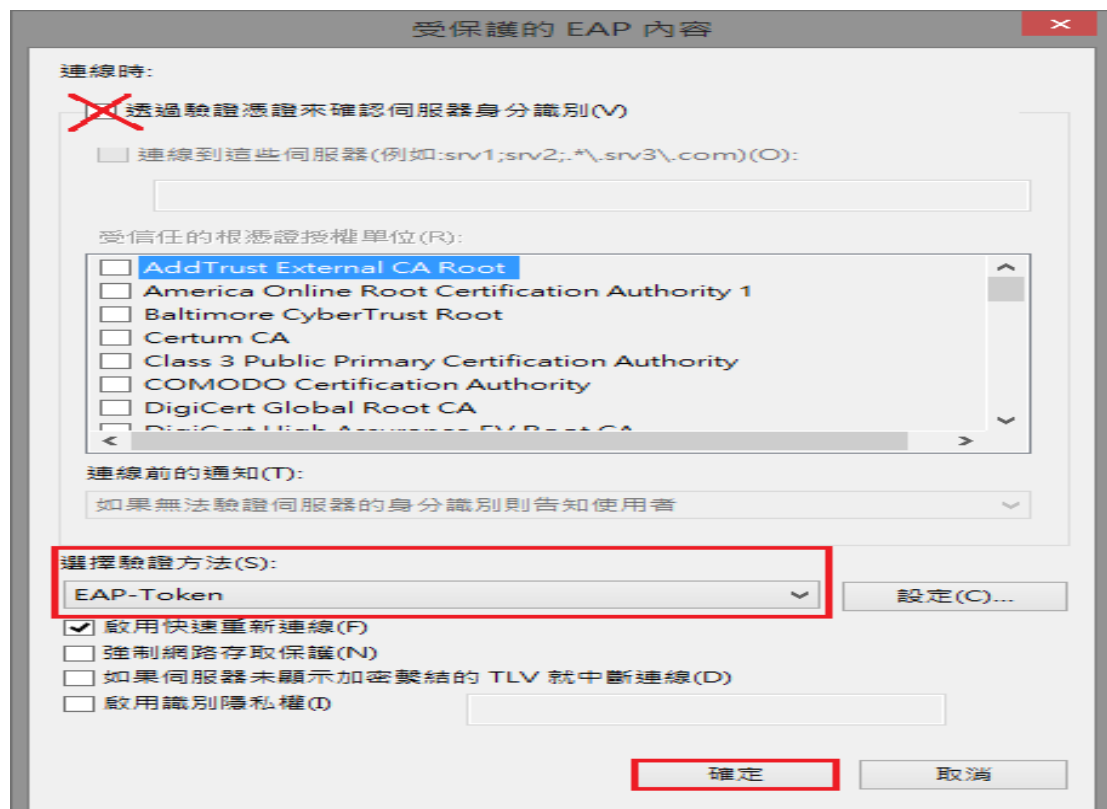 受保護的 EAP 內容
連線時:
透過驗證憑證來確認伺服器身分識別(V)
連線到這些伺服器(例如:srv1;srv2;.*\.srv3\.com)(O):
受信任的根憑證授權單位(R):
AddTrust External CA Root
America Online Root Certification Authority 1
Baltimore CyberTrust Root
Certum CA
Class 3 Public Primary Certification Authority
COMODO Certification Authority
DigiCert Global Root CA
DigiCert High Assurance EV Root CA
連線前的通知(T):
如果無法驗證伺服器的身分識別則告知使用者
選擇驗證方法(S):
EAP-Token
設定(C)...
啟用快速重新連線(F)
強制網路存取保護(N)
如果伺服器未顯示加密繫結的 TLV 就中斷連線(D)
啟用識別隱私權(I)
確定
取消